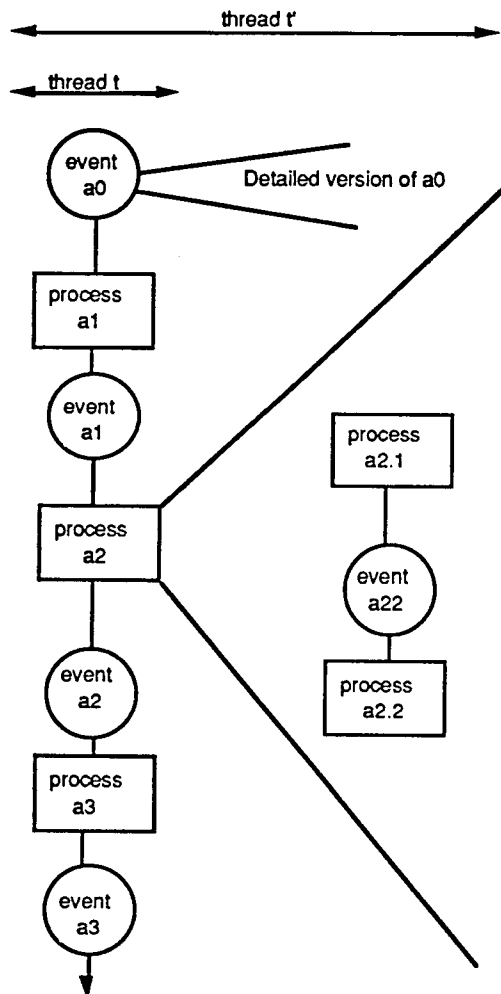 thread t'
thread t
event
a0
Detailed version of a0
process
a1
event
a1
process
a2
event
a2
process
a3
event
a3
process
a2.1
event
a22
process
a2.2